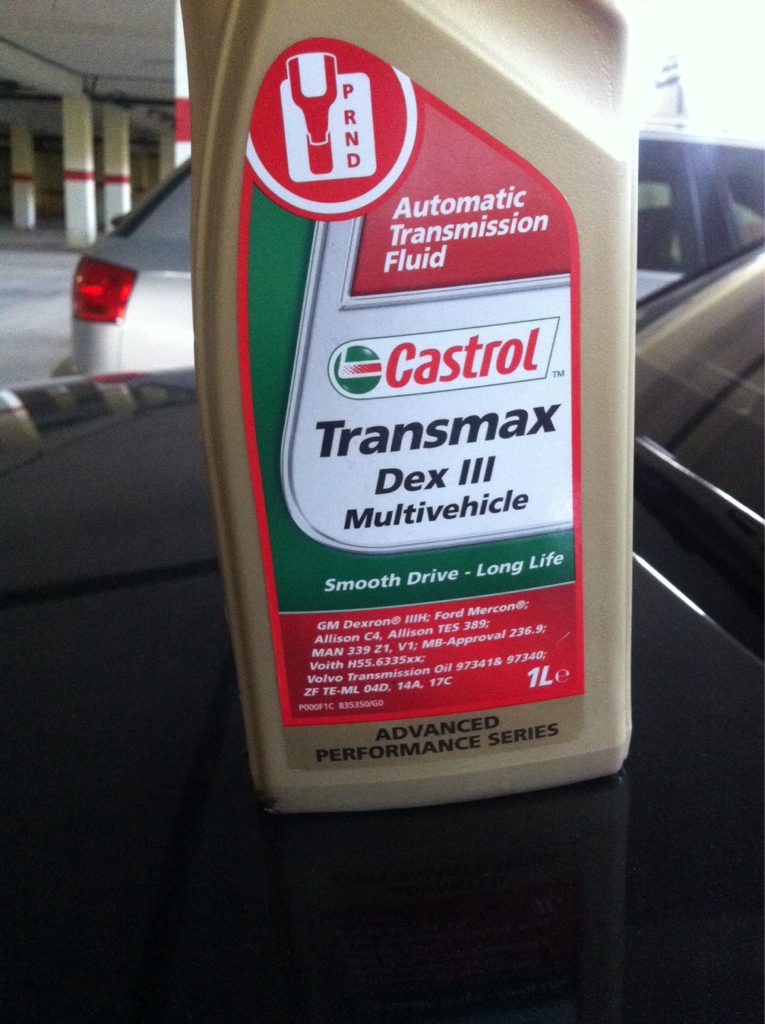 P
R
N
D
Automatic
Transmission
Fluid
Castrol™
Transmax
Dex III
Multivehicle
Smooth Drive - Long Life
GM Dexron® IIIH; Ford Mercon®;
Allison C4, Allison TES 389;
MAN 339 Z1, V1; MB-Approval 236.9;
Voith H55.6335xx;
Volvo Transmission Oil 97341& 97340;
ZF TE-ML 04D, 14A, 17C
1L℮
P000F1C 835350/G0
ADVANCED
PERFORMANCE SERIES